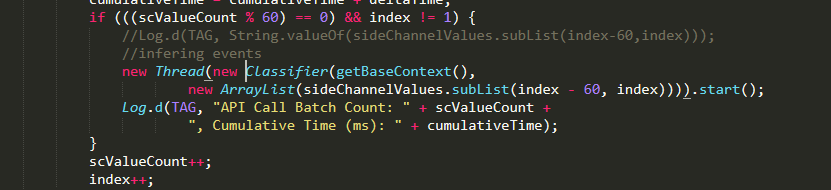 cumulativeTime = cumulativeTime + deltaTime;
if (((scValueCount % 60) == 0) && index != 1) {
//Log.d(TAG, String.valueOf(sideChannelValues.subList(index-60,index)));
//infering events
new Thread(new Classifier(getBaseContext(),
new ArrayList(sideChannelValues.subList(index - 60, index)))).start();
Log.d(TAG, "API Call Batch Count: " + scValueCount +
", Cumulative Time (ms): " + cumulativeTime);
}
scValueCount++;
index++;